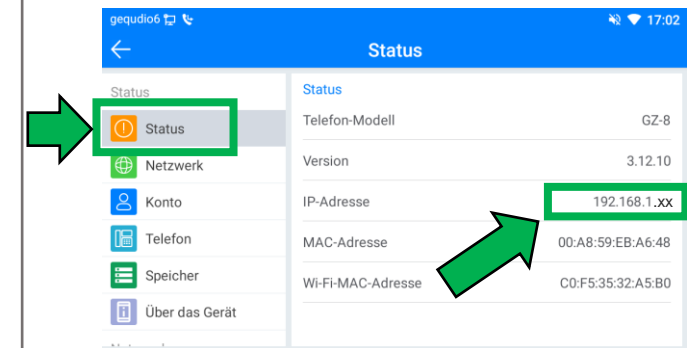 gequdio6 17:02
Status
Status
Status
Netzwerk
Konto
Telefon
Speicher
Über das Gerät
Status
Telefon-Modell GZ-8
Version 3.12.10
IP-Adresse 192.168.1.xx
MAC-Adresse 00:A8:59:EB:A6:48
Wi-Fi-MAC-Adresse C0:F5:35:32:A5:B0